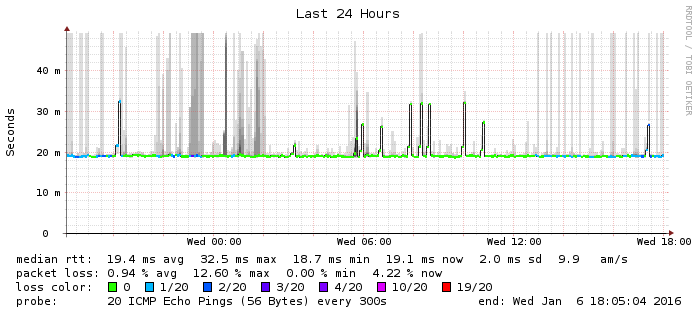 Last 24 Hours
RRDTOOL / TOBI OETIKER
Seconds
40 m
30 m
20 m
10 m
0
Wed 00:00 Wed 06:00 Wed 12:00 Wed 18:00
median rtt: 19.4 ms avg 32.5 ms max 18.7 ms min 19.1 ms now 2.0 ms sd 9.9 am/s
packet loss: 0.94 % avg 12.60 % max 0.00 % min 4.22 % now
loss color: 0 1/20 2/20 3/20 4/20 10/20 19/20
probe: 20 ICMP Echo Pings (56 Bytes) every 300s end: Wed Jan 6 18:05:04 2016